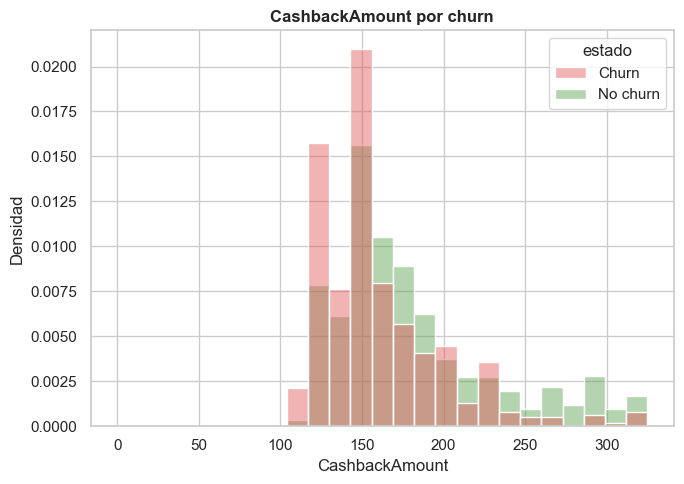 CashbackAmount por churn
estado
Churn
No churn
Densidad
0.0200
0.0175
0.0150
0.0125
0.0100
0.0075
0.0050
0.0025
0.0000
0 50 100 150 200 250 300
CashbackAmount